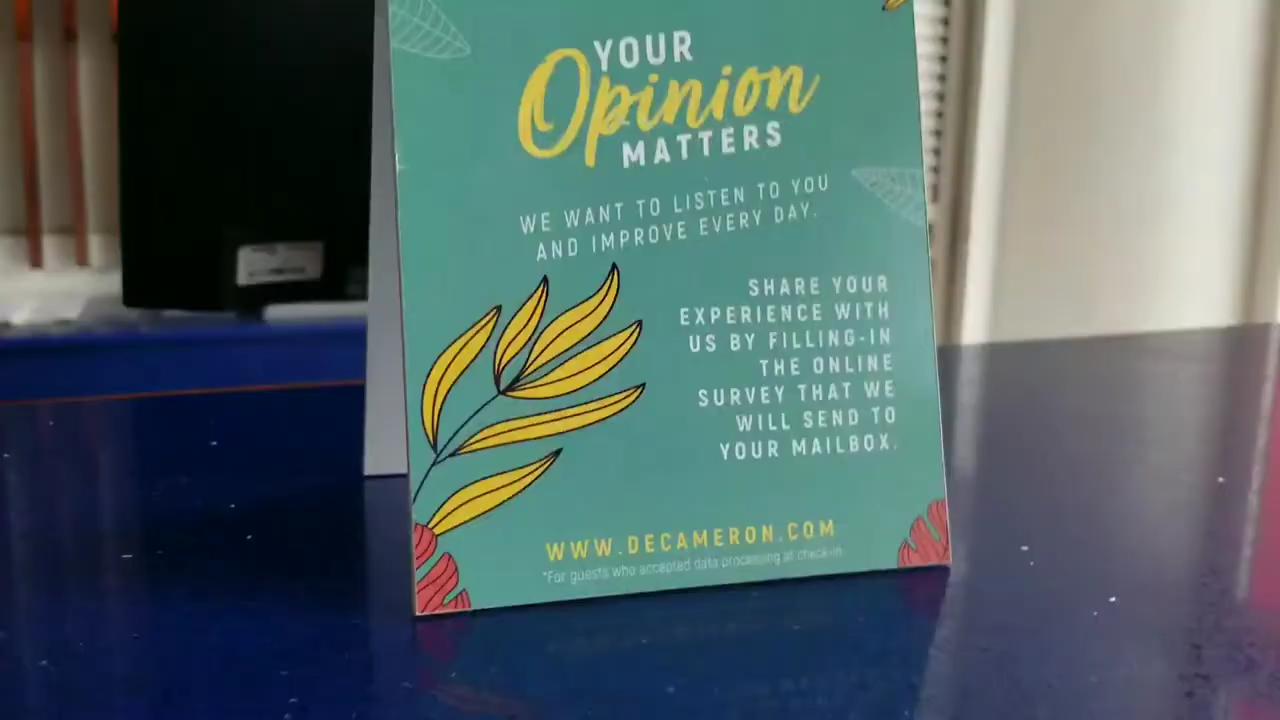 YOUR
Opinion
MATTERS
WE WANT TO LISTEN TO YOU
AND IMPROVE EVERY DAY.
SHARE YOUR
EXPERIENCE WITH
US BY FILLING-IN
THE ONLINE
SURVEY THAT WE
WILL SEND TO
YOUR MAILBOX.
WWW.DECAMERON.COM
*For guests who accepted data processing at check-in